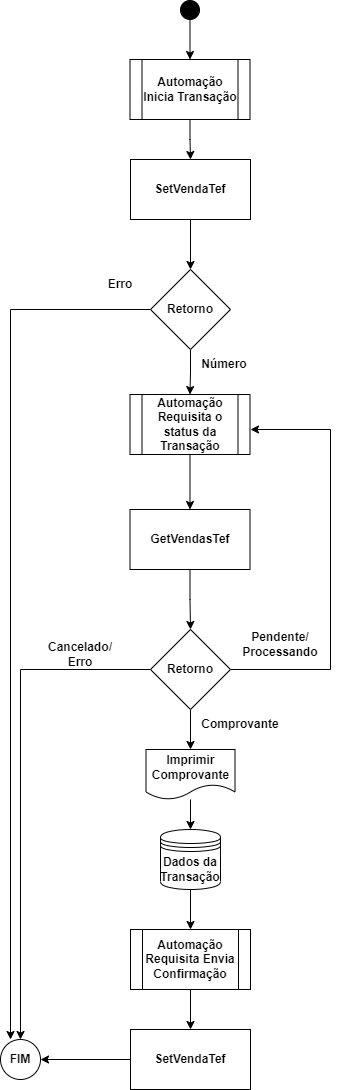 Automação
Inicia Transação
SetVendaTef
Erro
Retorno
Número
Automação
Requisita o
status da
Transação
GetVendasTef
Cancelado/
Erro
Retorno
Pendente/
Processando
Comprovante
Imprimir
Comprovante
Dados da
Transação
Automação
Requisita Envia
Confirmação
FIM
SetVendaTef